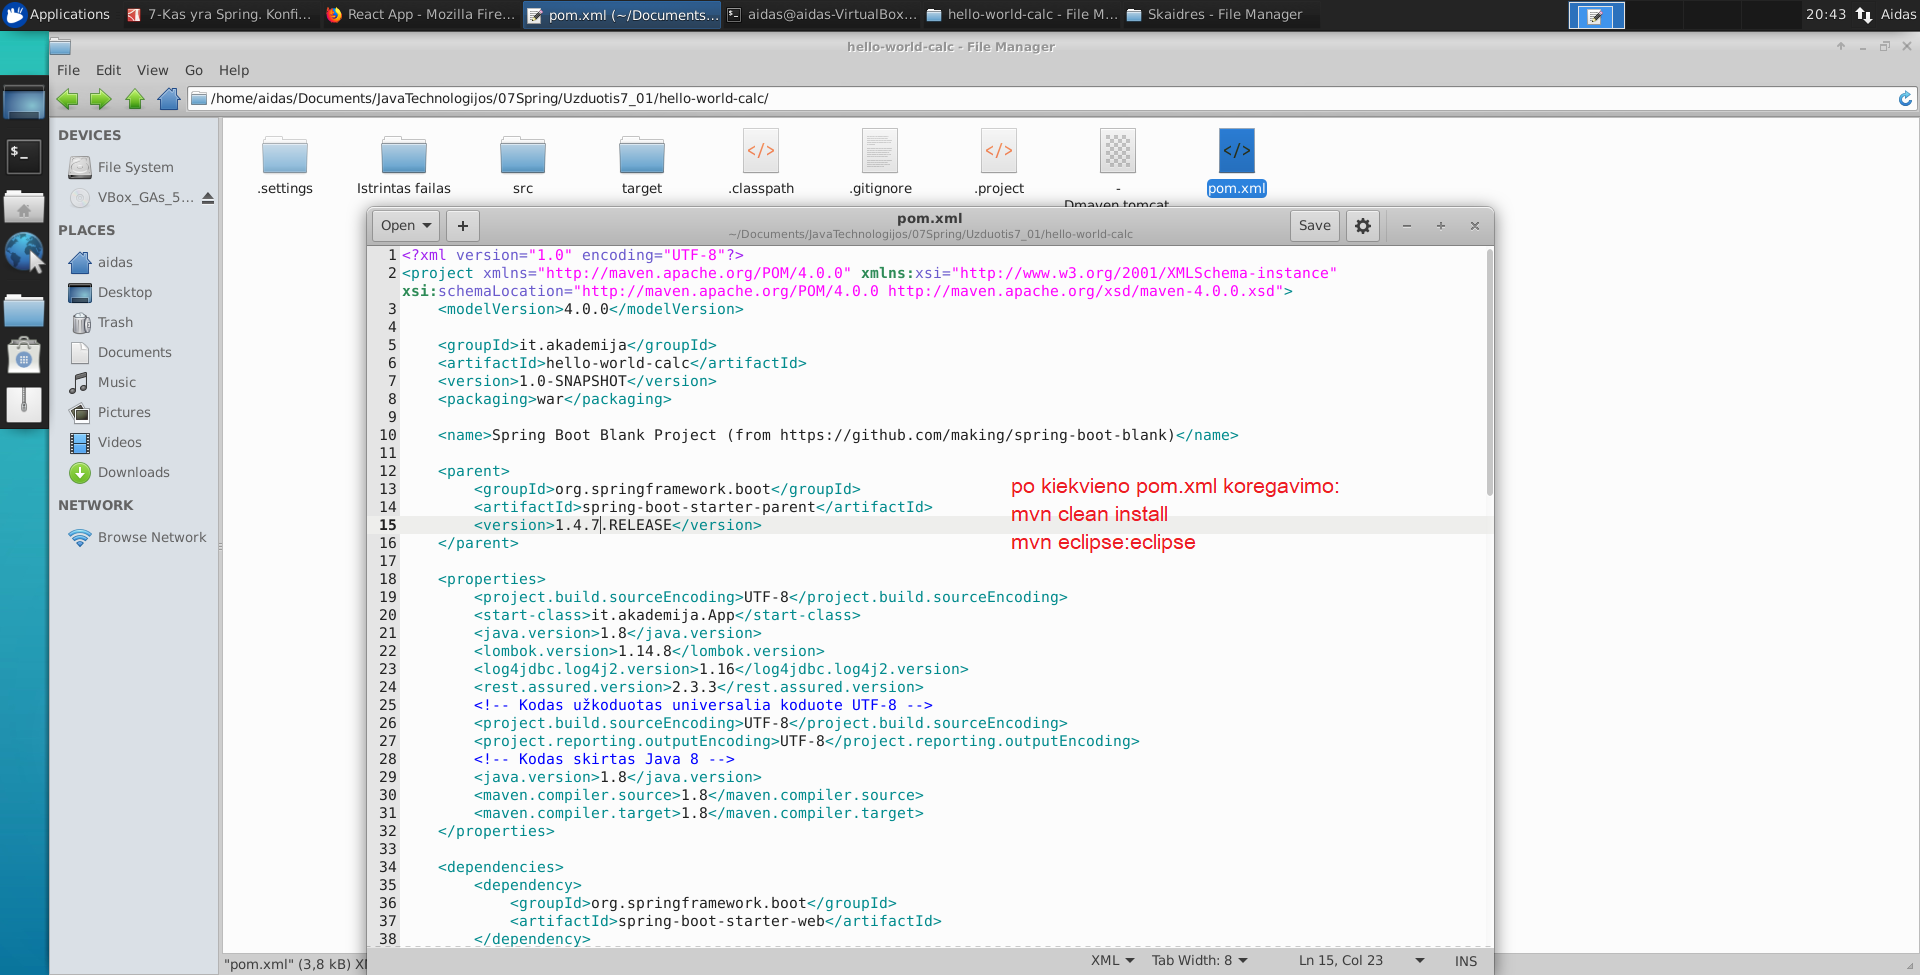 Applications
7-Kas yra Spring. Konfi...
React App - Mozilla Fire...
pom.xml (~/Documents...
aidas@aidas-VirtualBox...
hello-world-calc - File M...
Skaidres - File Manager
20:43
Aidas
hello-world-calc - File Manager
File Edit View Go Help
/home/aidas/Documents/JavaTechnologijos/07Spring/Uzduotis7_01/hello-world-calc/
DEVICES
File System
VBox_GAs_5...
PLACES
aidas
Desktop
Trash
Documents
Music
Pictures
Videos
Downloads
NETWORK
Browse Network
.settings
Istrintas failas
src
target
.classpath
.gitignore
.project
-
Dmaven tomcat
pom.xml
"pom.xml" (3,8 kB)
Open
pom.xml
~/Documents/JavaTechnologijos/07Spring/Uzduotis7_01/hello-world-calc
Save
1 <?xml version="1.0" encoding="UTF-8"?>
2 <project xmlns="http://maven.apache.org/POM/4.0.0" xmlns:xsi="http://www.w3.org/2001/XMLSchema-instance"
xsi:schemaLocation="http://maven.apache.org/POM/4.0.0 http://maven.apache.org/xsd/maven-4.0.0.xsd">
3 <modelVersion>4.0.0</modelVersion>
4
5 <groupId>it.akademija</groupId>
6 <artifactId>hello-world-calc</artifactId>
7 <version>1.0-SNAPSHOT</version>
8 <packaging>war</packaging>
9
10 <name>Spring Boot Blank Project (from https://github.com/making/spring-boot-blank)</name>
11
12 <parent>
13 <groupId>org.springframework.boot</groupId>
14 <artifactId>spring-boot-starter-parent</artifactId>
15 <version>1.4.7.RELEASE</version>
16 </parent>
17
18 <properties>
19 <project.build.sourceEncoding>UTF-8</project.build.sourceEncoding>
20 <start-class>it.akademija.App</start-class>
21 <java.version>1.8</java.version>
22 <lombok.version>1.14.8</lombok.version>
23 <log4jdbc.log4j2.version>1.16</log4jdbc.log4j2.version>
24 <rest.assured.version>2.3.3</rest.assured.version>
25 <!-- Kodas užkoduotas universalia koduote UTF-8 -->
26 <project.build.sourceEncoding>UTF-8</project.build.sourceEncoding>
27 <project.reporting.outputEncoding>UTF-8</project.reporting.outputEncoding>
28 <!-- Kodas skirtas Java 8 -->
29 <java.version>1.8</java.version>
30 <maven.compiler.source>1.8</maven.compiler.source>
31 <maven.compiler.target>1.8</maven.compiler.target>
32 </properties>
33
34 <dependencies>
35 <dependency>
36 <groupId>org.springframework.boot</groupId>
37 <artifactId>spring-boot-starter-web</artifactId>
38 </dependency>
po kiekvieno pom.xml koregavimo:
mvn clean install
mvn eclipse:eclipse
XML
Tab Width: 8
Ln 15, Col 23
INS